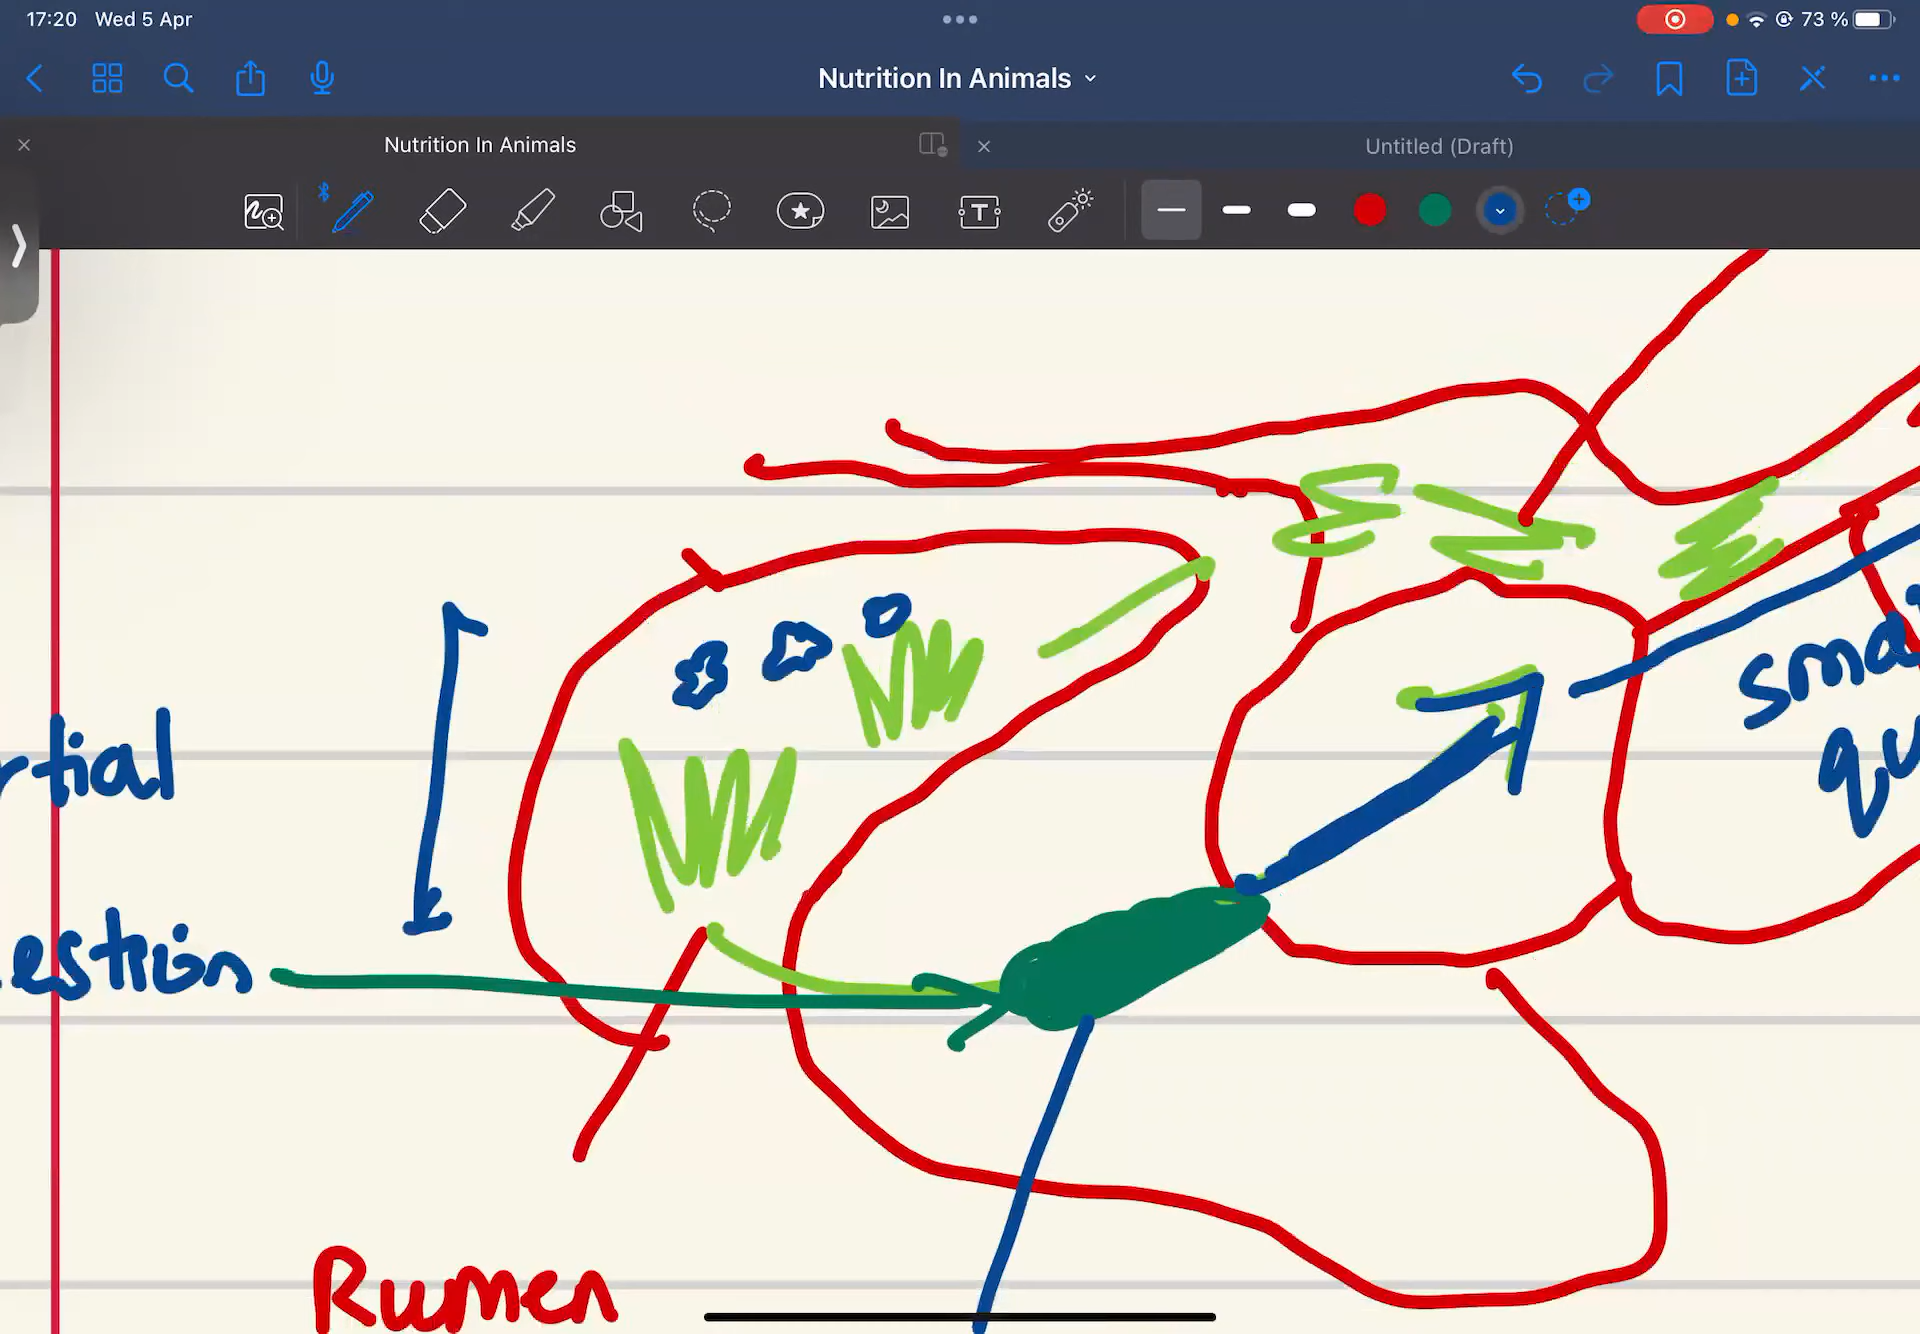 17:20 Wed 5 Apr
73 %
Nutrition In Animals
Nutrition In Animals
Untitled (Draft)
T
rtial
estion
Rumen